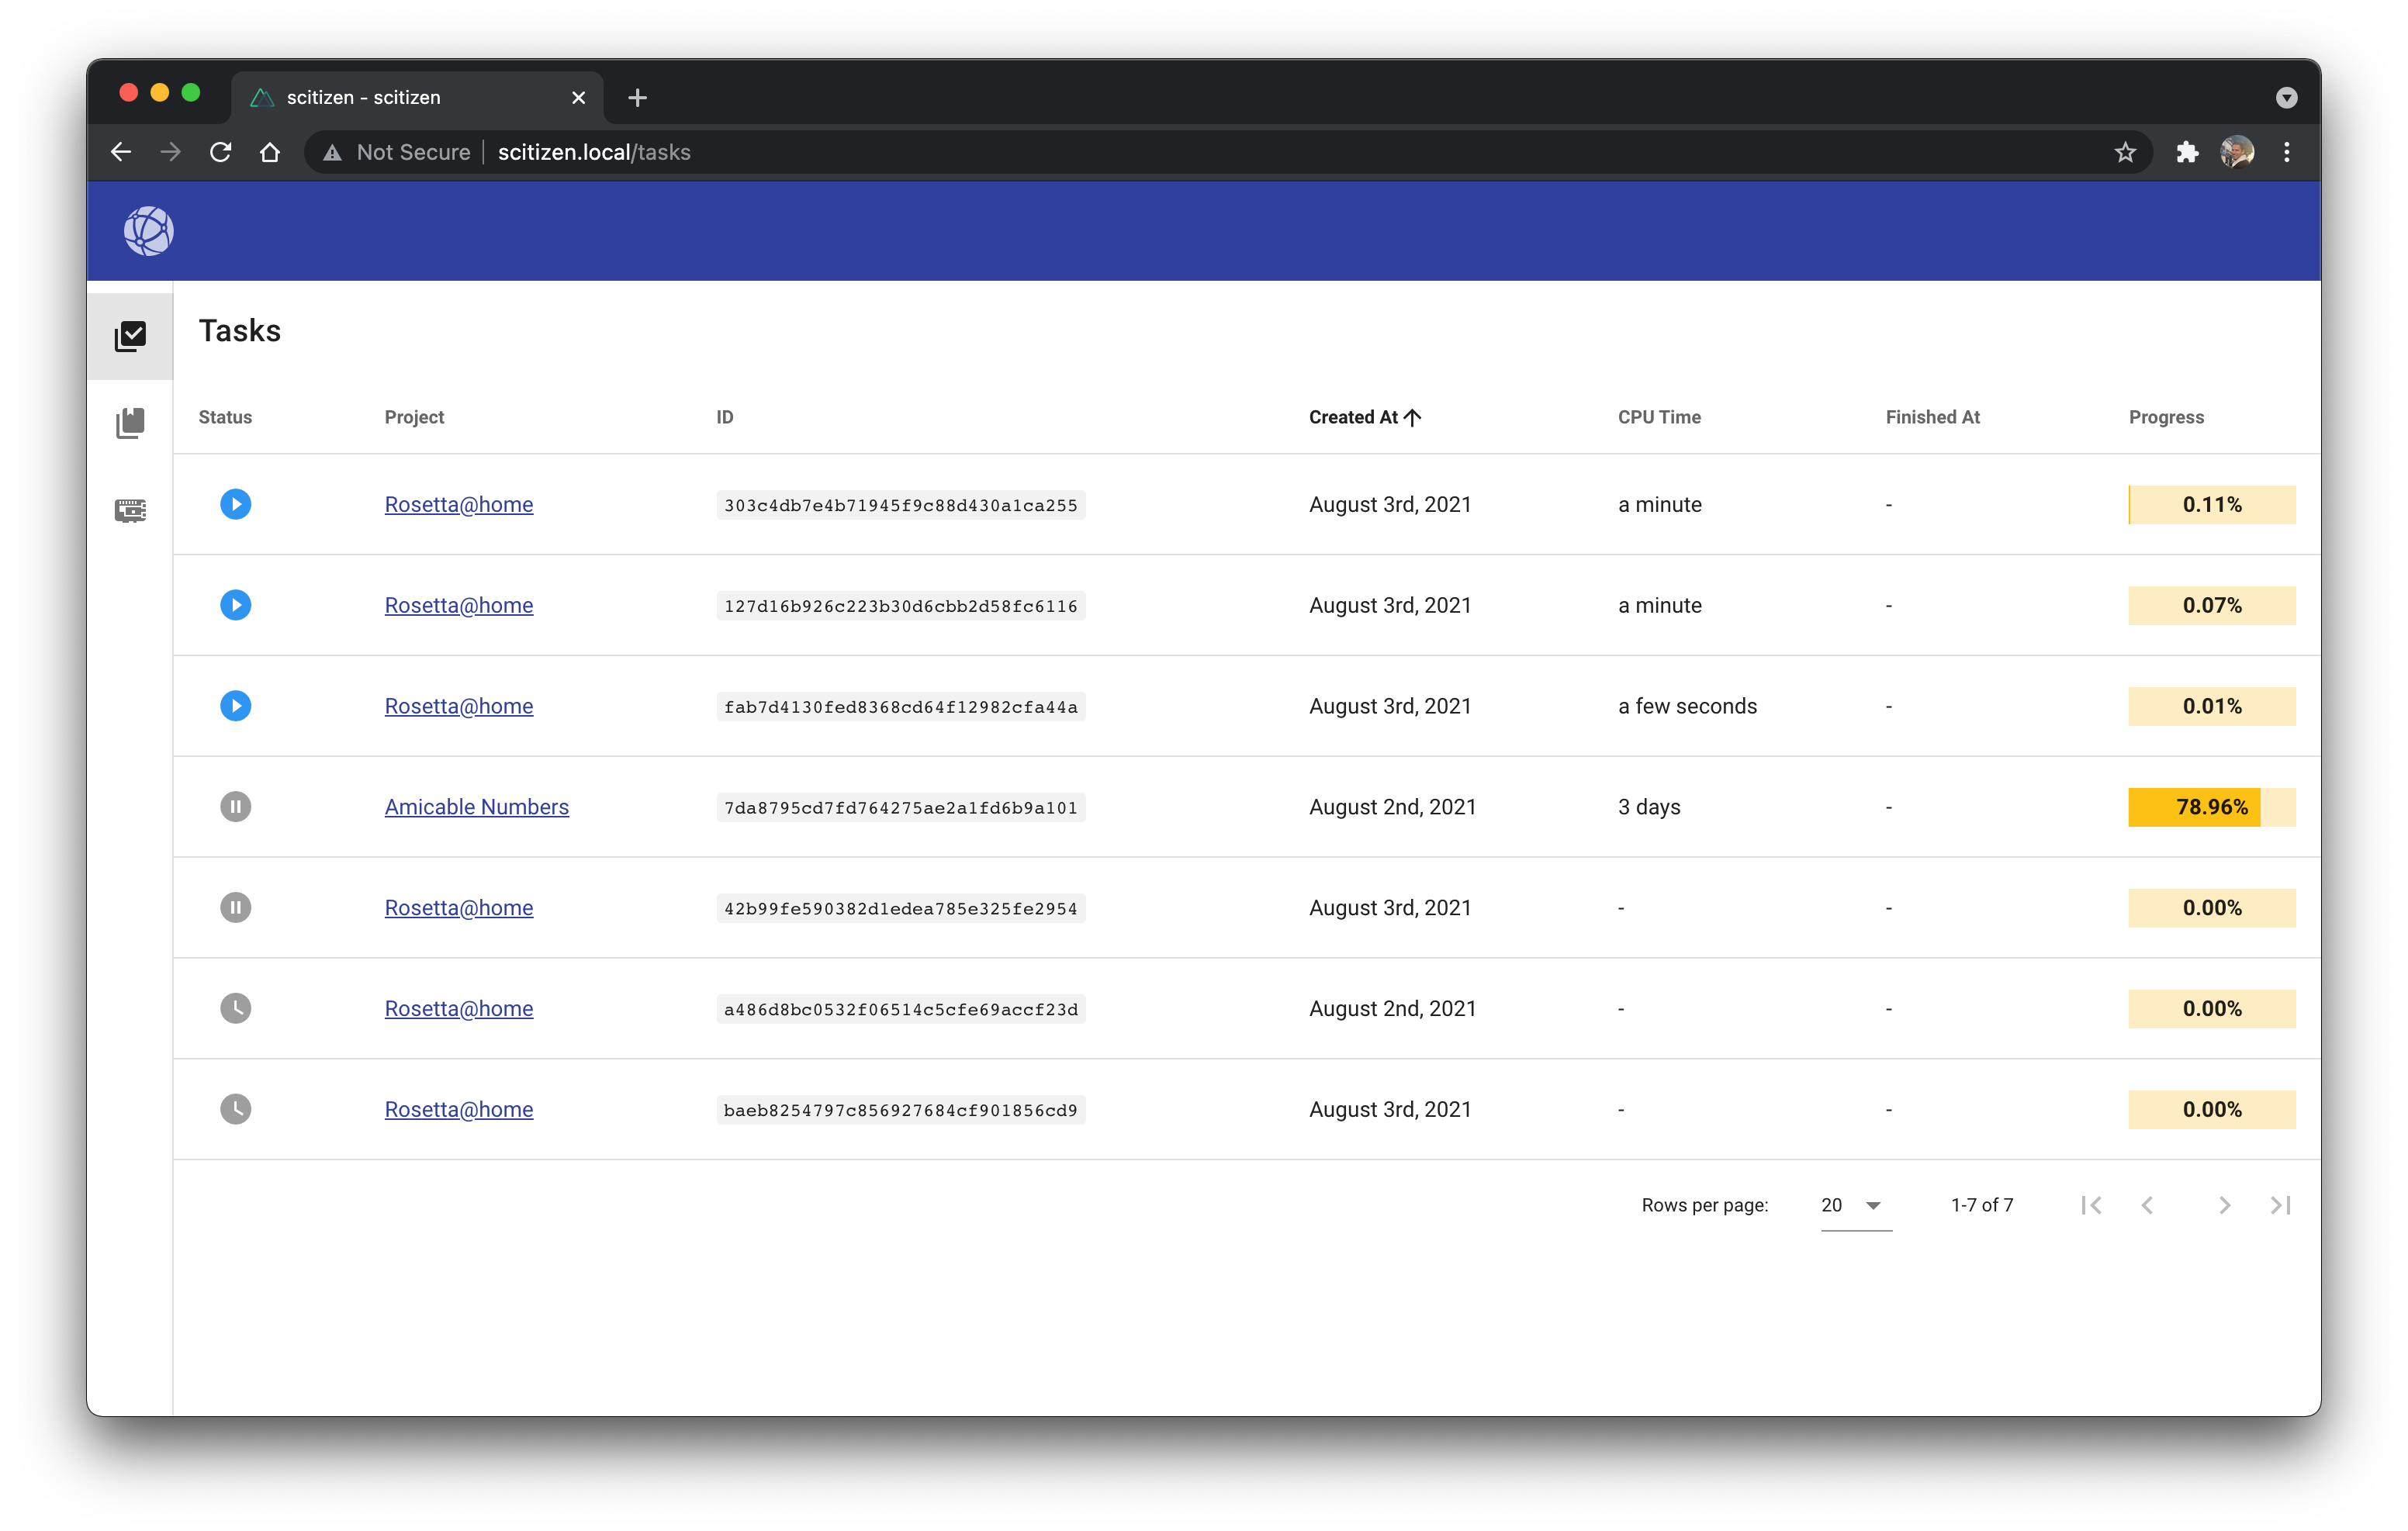 scitizen - scitizen
Not Secure scitizen.local/tasks
Tasks
Status Project ID Created At CPU Time Finished At Progress
Rosetta@home 303c4db7e4b71945f9c88d430a1ca255 August 3rd, 2021 a minute - 0.11%
Rosetta@home 127d16b926c223b30d6cbb2d58fc6116 August 3rd, 2021 a minute - 0.07%
Rosetta@home fab7d4130fed8368cd64f12982cfa44a August 3rd, 2021 a few seconds - 0.01%
Amicable Numbers 7da8795cd7fd764275ae2a1fd6b9a101 August 2nd, 2021 3 days - 78.96%
Rosetta@home 42b99fe590382d1edea785e325fe2954 August 3rd, 2021 - - 0.00%
Rosetta@home a486d8bc0532f06514c5cfe69accf23d August 2nd, 2021 - - 0.00%
Rosetta@home baeb8254797c856927684cf901856cd9 August 3rd, 2021 - - 0.00%
Rows per page: 20 1-7 of 7